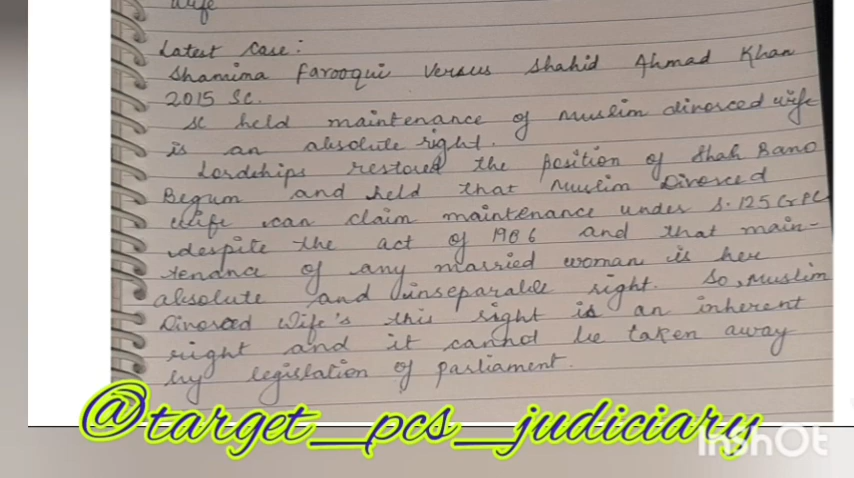 wife
Latest case:
Shamima Farooqui Versus Shahid Ahmad Khan
2015 SC.
SC held maintenance of Muslim divorced wife
is an absolute right.
Lordships restored the position of Shah Bano
Begum and held that Muslim Divorced
wife can claim maintenance under S.125 CrPC
despite the act of 1986 and that main-
tenance of any married woman is her
absolute and inseparable right. So, Muslim
Divorced Wife's this right is an inherent
right and it cannot be taken away
by legislation of parliament.
@target_pcs_judiciary
InShOt